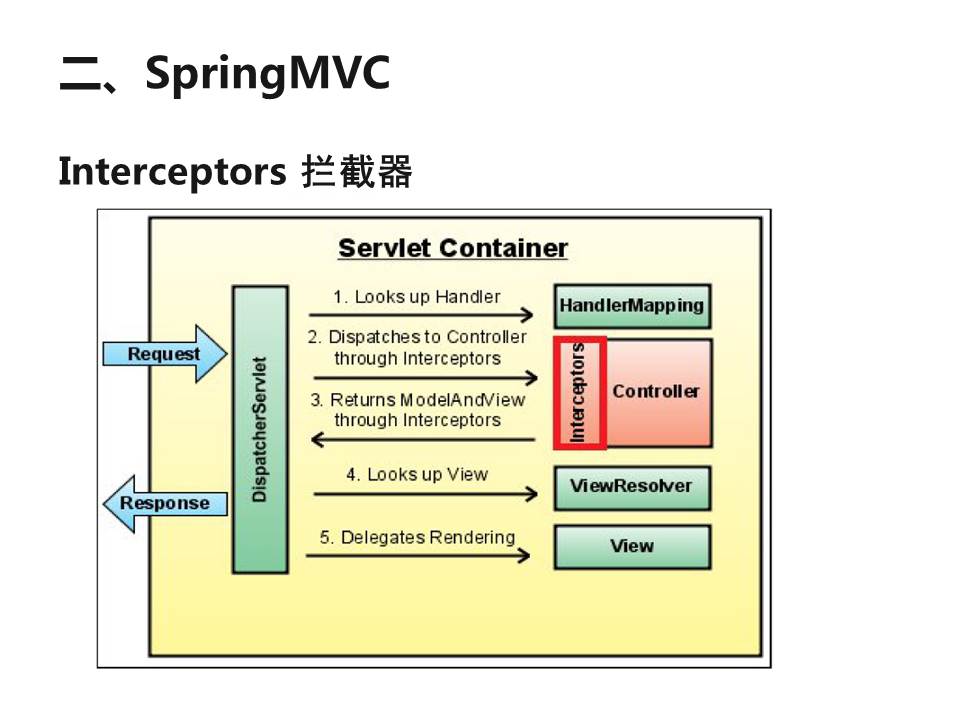 二、SpringMVC
Interceptors 拦截器
Servlet Container
Request
Response
DispatcherServlet
1. Looks up Handler
2. Dispatches to Controller
through Interceptors
3. Returns ModelAndView
through Interceptors
4. Looks up View
5. Delegates Rendering
HandlerMapping
Interceptors
Controller
ViewResolver
View